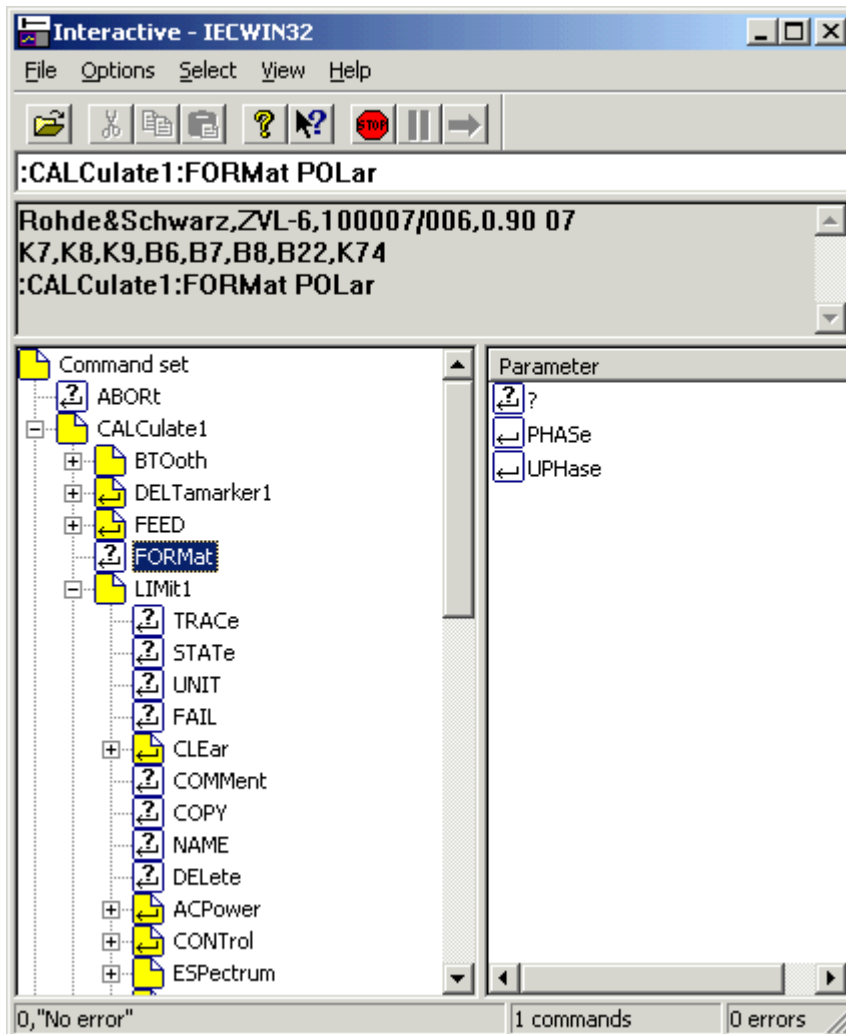 Interactive - IECWIN32
File Options Select View Help
STOP
:CALCulate1:FORMat POLar
Rohde&Schwarz,ZVL-6,100007/006,0.90 07
K7,K8,K9,B6,B7,B8,B22,K74
:CALCulate1:FORMat POLar
Command set
ABORt
CALCulate1
BTOoth
DELTamarker1
FEED
FORMat
LIMit1
TRACe
STATe
UNIT
FAIL
CLEar
COMMent
COPY
NAME
DELete
ACPower
CONTrol
ESPectrum
Parameter
?
PHASe
UPHase
0,"No error"
1 commands
0 errors